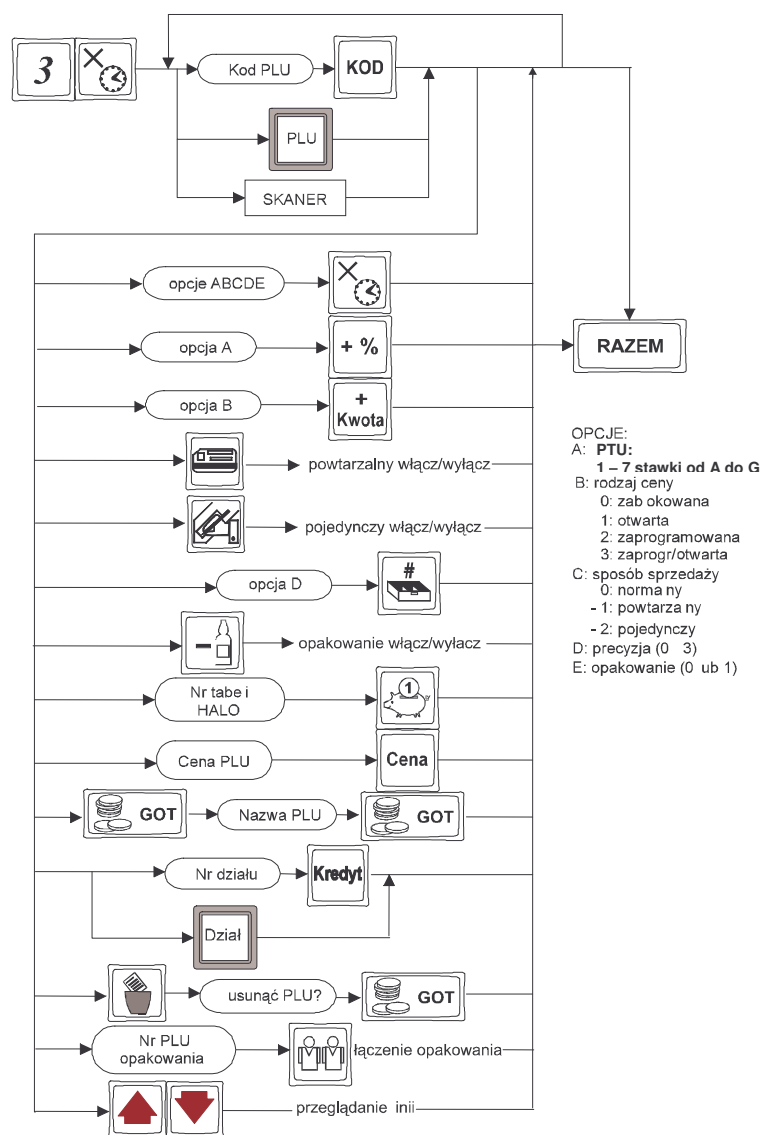 3
Kod PLU
KOD
PLU
SKANER
opcje ABCDE
opcja A
+ %
RAZEM
opcja B
+
Kwota
OPCJE:
A: PTU:
1 – 7 stawki od A do G
B: rodzaj ceny
0: zab okowana
1: otwarta
2: zaprogramowana
3: zaprogr/otwarta
C: sposób sprzedaży
0: norma ny
- 1: powtarza ny
- 2: pojedynczy
D: precyzja (0 3)
E: opakowanie (0 ub 1)
powtarzalny włącz/wyłącz
pojedynczy włącz/wyłącz
opcja D
#
opakowanie włącz/wyłacz
Nr tabe i
HALO
1
Cena PLU
Cena
GOT
Nazwa PLU
GOT
Nr działu
Kredyt
Dział
usunąć PLU?
GOT
Nr PLU
opakowania
łączenie opakowania
przeglądanie inii